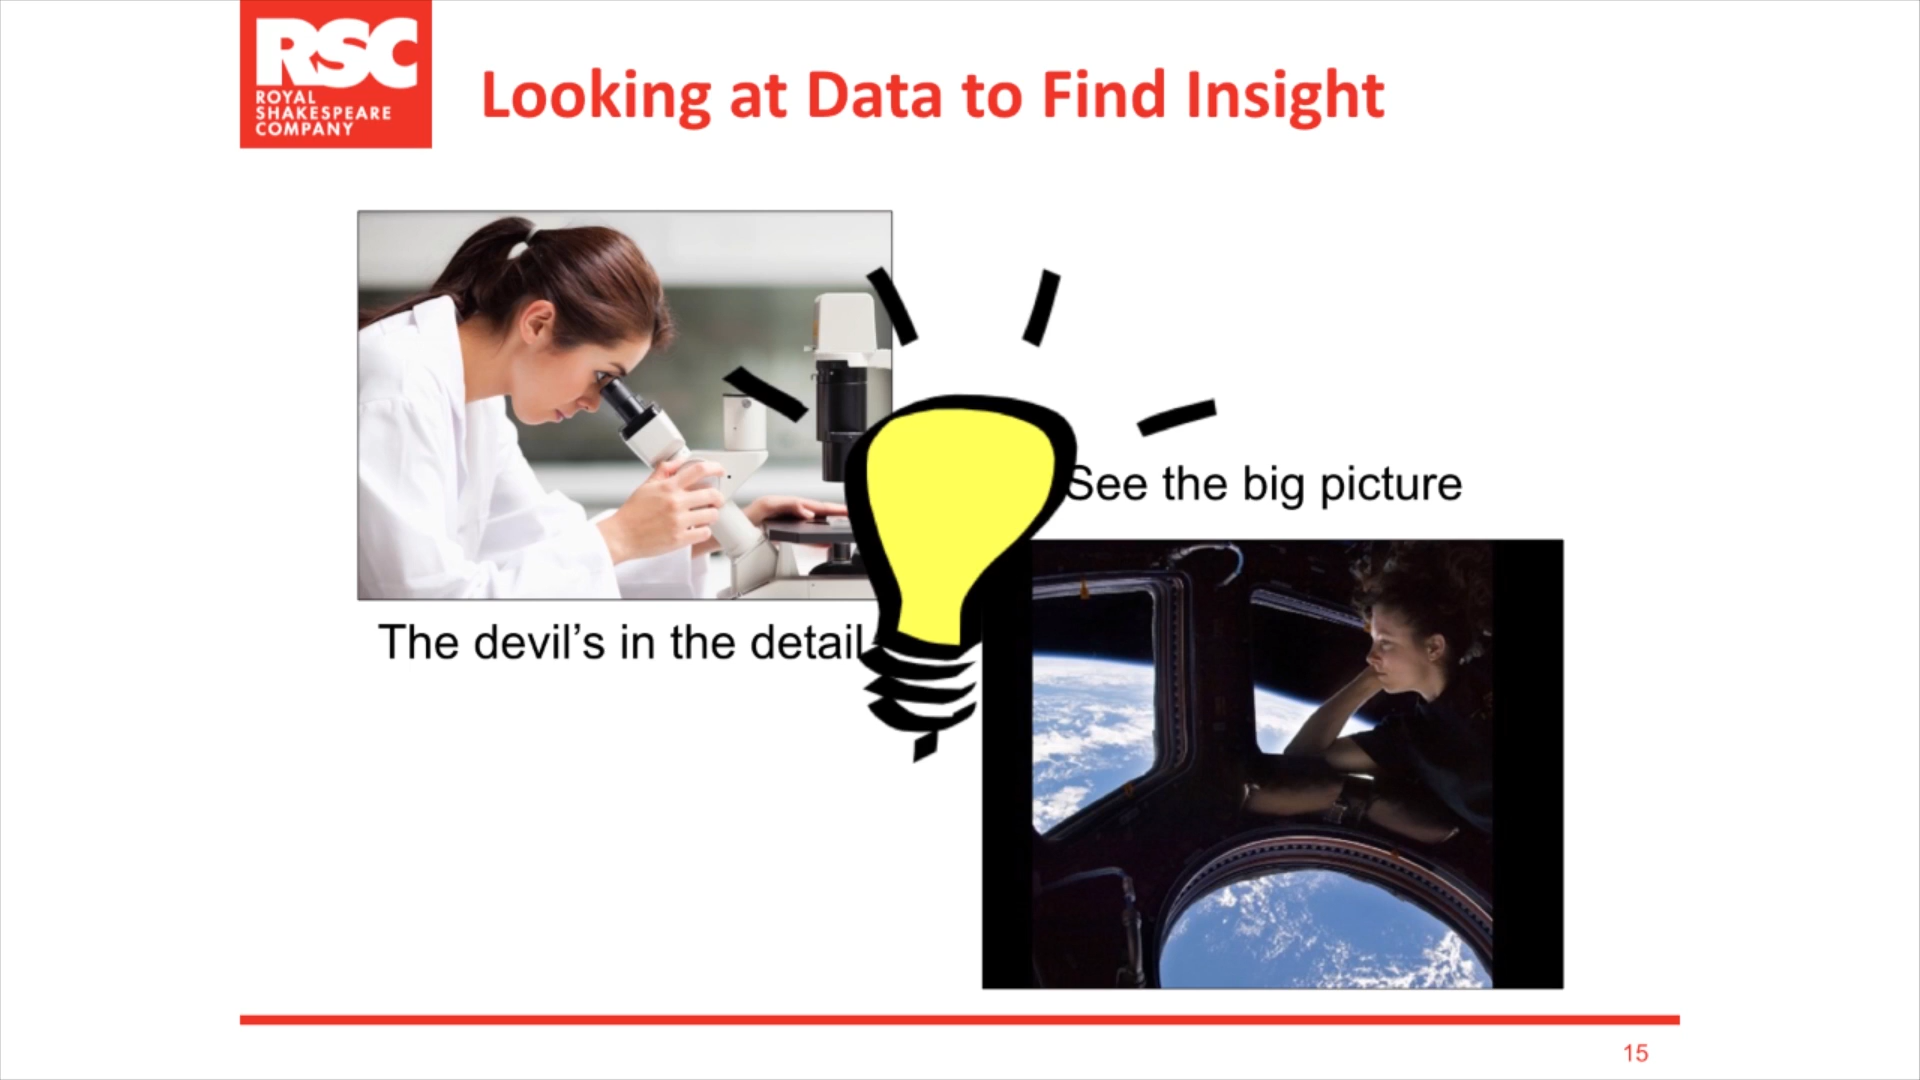 RSC
ROYAL
SHAKESPEARE
COMPANY
Looking at Data to Find Insight
See the big picture
The devil’s in the detail
15